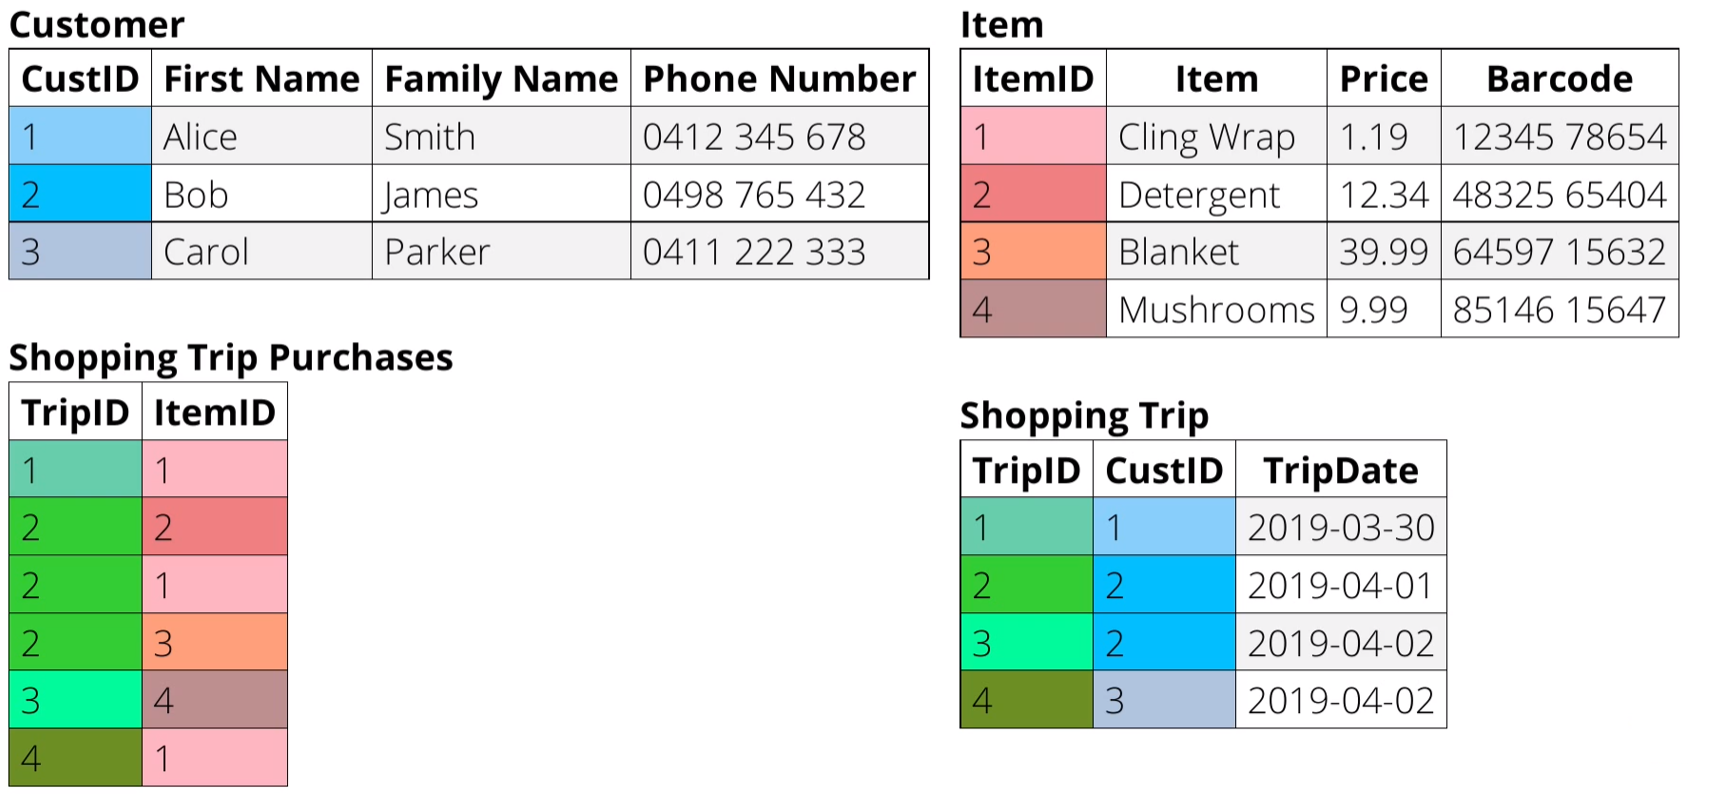 Customer
CustID First Name Family Name Phone Number
1 Alice Smith 0412 345 678
2 Bob James 0498 765 432
3 Carol Parker 0411 222 333
Item
ItemID Item Price Barcode
1 Cling Wrap 1.19 12345 78654
2 Detergent 12.34 48325 65404
3 Blanket 39.99 64597 15632
4 Mushrooms 9.99 85146 15647
Shopping Trip Purchases
TripID ItemID
1 1
2 2
2 1
2 3
3 4
4 1
Shopping Trip
TripID CustID TripDate
1 1 2019-03-30
2 2 2019-04-01
3 2 2019-04-02
4 3 2019-04-02